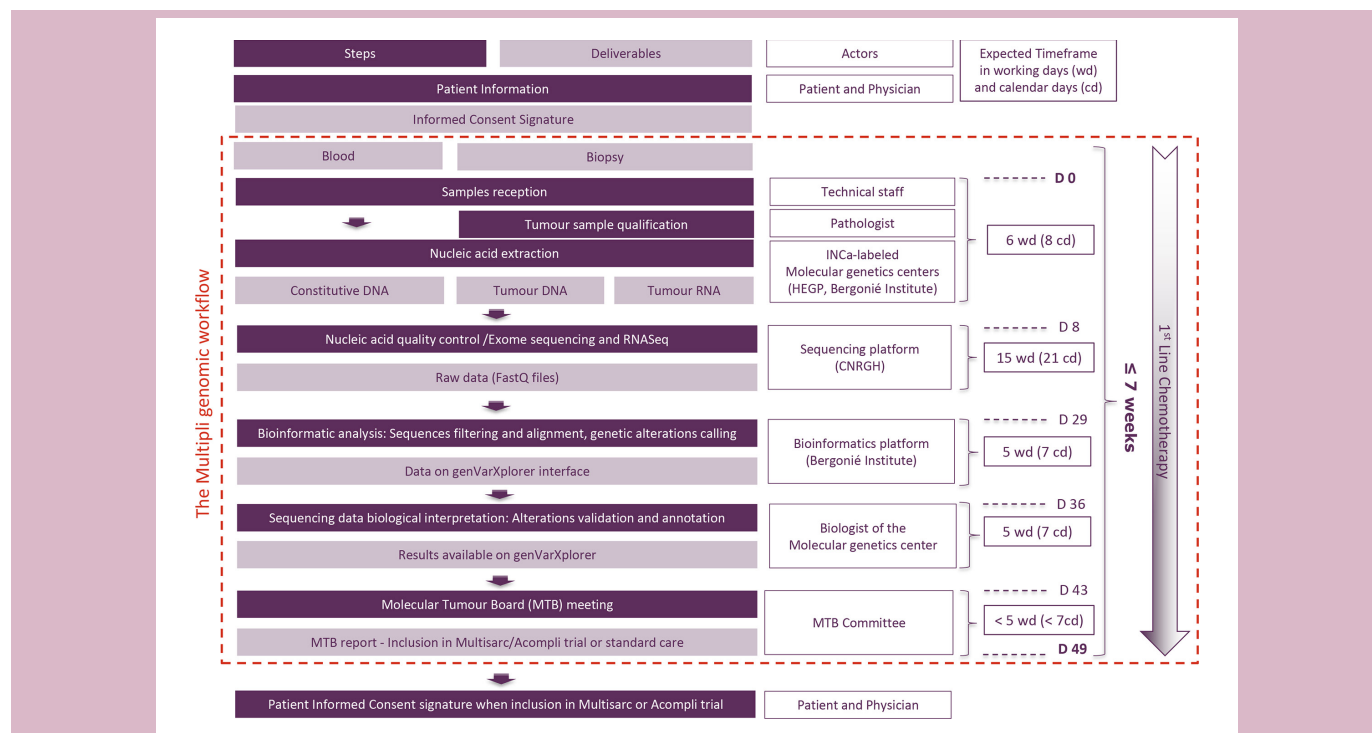 Steps
Deliverables
Actors
Expected Timeframe
in working days (wd)
and calendar days (cd)
Patient Information
Patient and Physician
Informed Consent Signature
The Multipli genomic workflow
Blood
Biopsy
Samples reception
Technical staff
D 0
Tumour sample qualification
Pathologist
6 wd (8 cd)
Nucleic acid extraction
INCa-labeled
Molecular genetics centers
(HEGP, Bergonié Institute)
Constitutive DNA
Tumour DNA
Tumour RNA
D 8
Nucleic acid quality control /Exome sequencing and RNASeq
Sequencing platform
(CNRGH)
15 wd (21 cd)
Raw data (FastQ files)
≤ 7 weeks
1st Line Chemotherapy
D 29
Bioinformatic analysis: Sequences filtering and alignment, genetic alterations calling
Bioinformatics platform
(Bergonié Institute)
5 wd (7 cd)
Data on genVarXplorer interface
D 36
Sequencing data biological interpretation: Alterations validation and annotation
Biologist of the
Molecular genetics center
5 wd (7 cd)
Results available on genVarXplorer
D 43
Molecular Tumour Board (MTB) meeting
MTB Committee
< 5 wd (< 7cd)
MTB report - Inclusion in Multisarc/Acompli trial or standard care
D 49
Patient Informed Consent signature when inclusion in Multisarc or Acompli trial
Patient and Physician